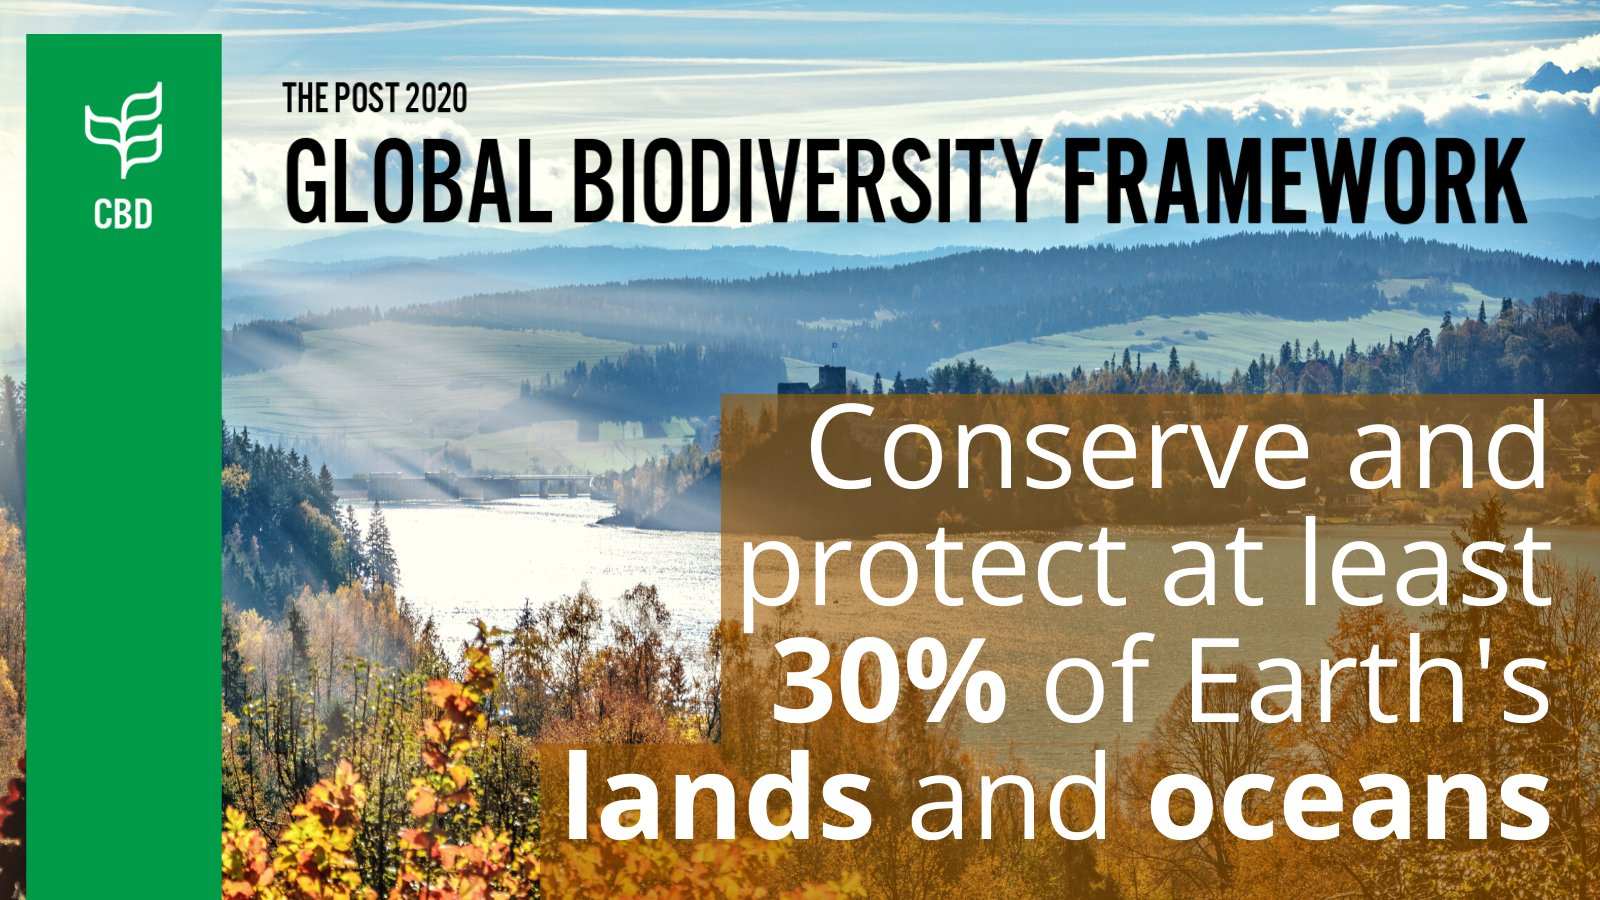 CBD
THE POST 2020
GLOBAL BIODIVERSITY FRAMEWORK
Conserve and
protect at least
30% of Earth's
lands and oceans